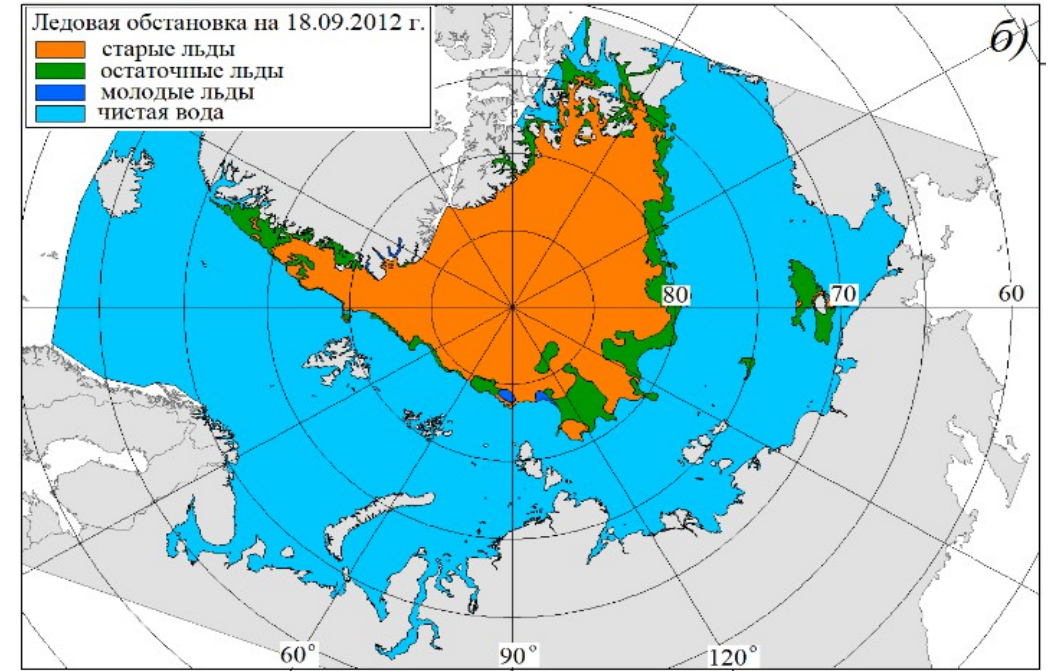 Ледовая обстановка на 18.09.2012 г.
старые льды
остаточные льды
молодые льды
чистая вода
б)
80
70
60
60°
90°
120°